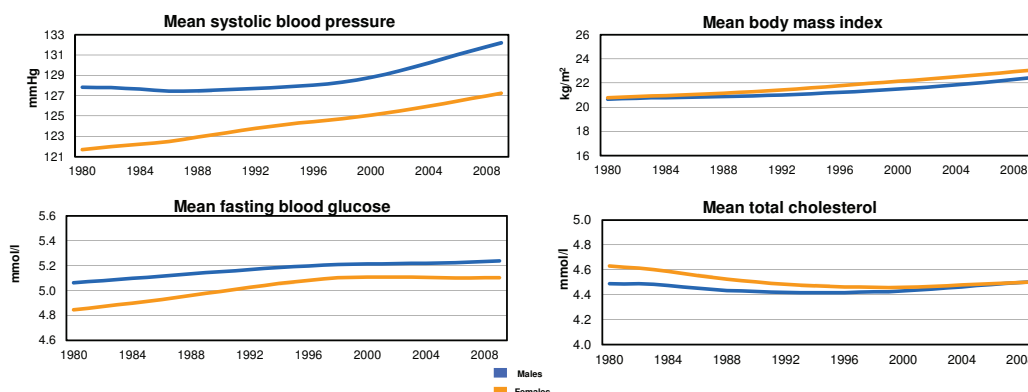 Mean systolic blood pressure
mmHg
133
131
129
127
125
123
121
1980 1984 1988 1992 1996 2000 2004 2008
Mean body mass index
kg/m²
26
24
22
20
18
16
1980 1984 1988 1992 1996 2000 2004 2008
Mean fasting blood glucose
mmol/l
5.6
5.4
5.2
5.0
4.8
4.6
1980 1984 1988 1992 1996 2000 2004 2008
Mean total cholesterol
mmol/l
5.0
4.8
4.6
4.4
4.2
4.0
1980 1984 1988 1992 1996 2000 2004
Males
Females